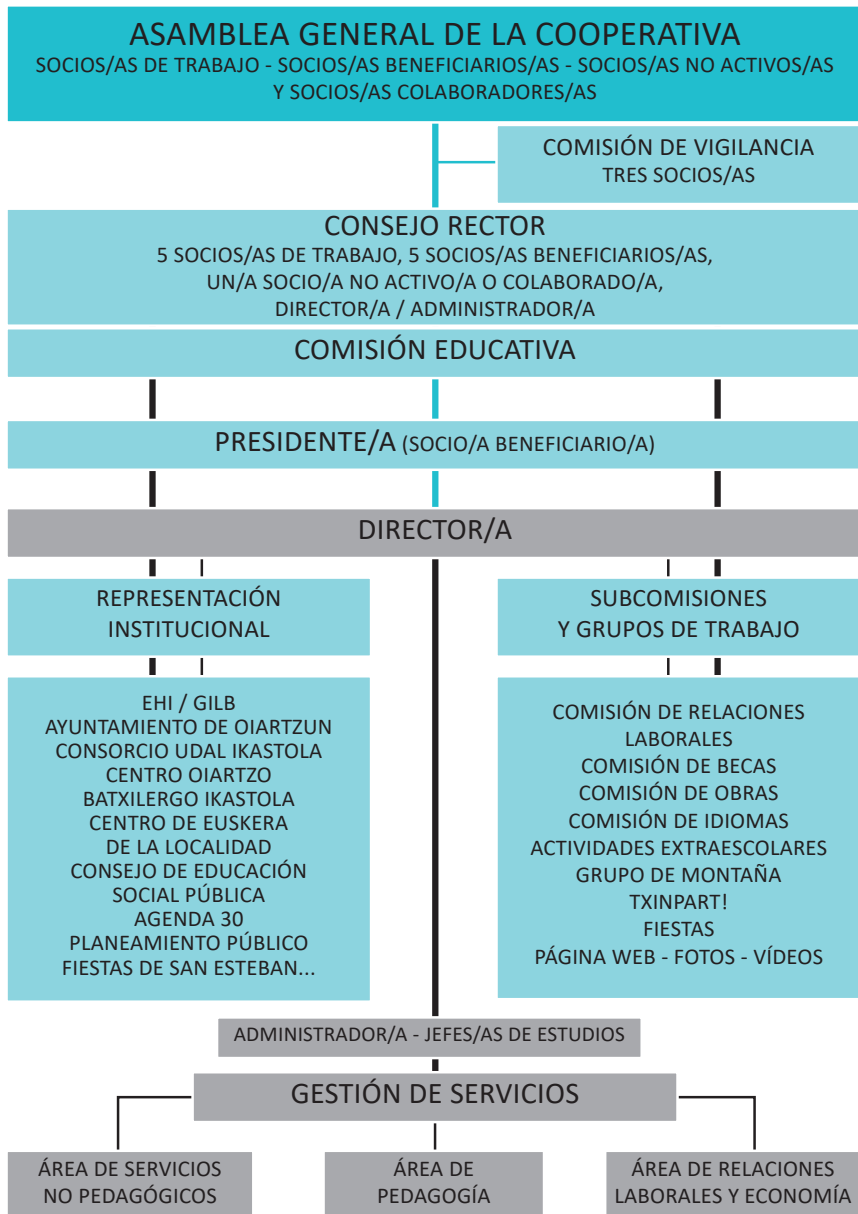 ASAMBLEA GENERAL DE LA COOPERATIVA
SOCIOS/AS DE TRABAJO - SOCIOS/AS BENEFICIARIOS/AS - SOCIOS/AS NO ACTIVOS/AS
Y SOCIOS/AS COLABORADORES/AS
COMISIÓN DE VIGILANCIA
TRES SOCIOS/AS
CONSEJO RECTOR
5 SOCIOS/AS DE TRABAJO, 5 SOCIOS/AS BENEFICIARIOS/AS,
UN/A SOCIO/A NO ACTIVO/A O COLABORADO/A,
DIRECTOR/A / ADMINISTRADOR/A
COMISIÓN EDUCATIVA
PRESIDENTE/A (SOCIO/A BENEFICIARIO/A)
DIRECTOR/A
REPRESENTACIÓN
INSTITUCIONAL
EHI / GILB
AYUNTAMIENTO DE OIARTZUN
CONSORCIO UDAL IKASTOLA
CENTRO OIARTZO
BATXILERGO IKASTOLA
CENTRO DE EUSKERA
DE LA LOCALIDAD
CONSEJO DE EDUCACIÓN
SOCIAL PÚBLICA
AGENDA 30
PLANEAMIENTO PÚBLICO
FIESTAS DE SAN ESTEBAN...
SUBCOMISIONES
Y GRUPOS DE TRABAJO
COMISIÓN DE RELACIONES
LABORALES
COMISIÓN DE BECAS
COMISIÓN DE OBRAS
COMISIÓN DE IDIOMAS
ACTIVIDADES EXTRAESCOLARES
GRUPO DE MONTAÑA
TXINPART!
FIESTAS
PÁGINA WEB - FOTOS - VÍDEOS
ADMINISTRADOR/A - JEFES/AS DE ESTUDIOS
GESTIÓN DE SERVICIOS
ÁREA DE SERVICIOS
NO PEDAGÓGICOS
ÁREA DE
PEDAGOGÍA
ÁREA DE RELACIONES
LABORALES Y ECONOMÍA